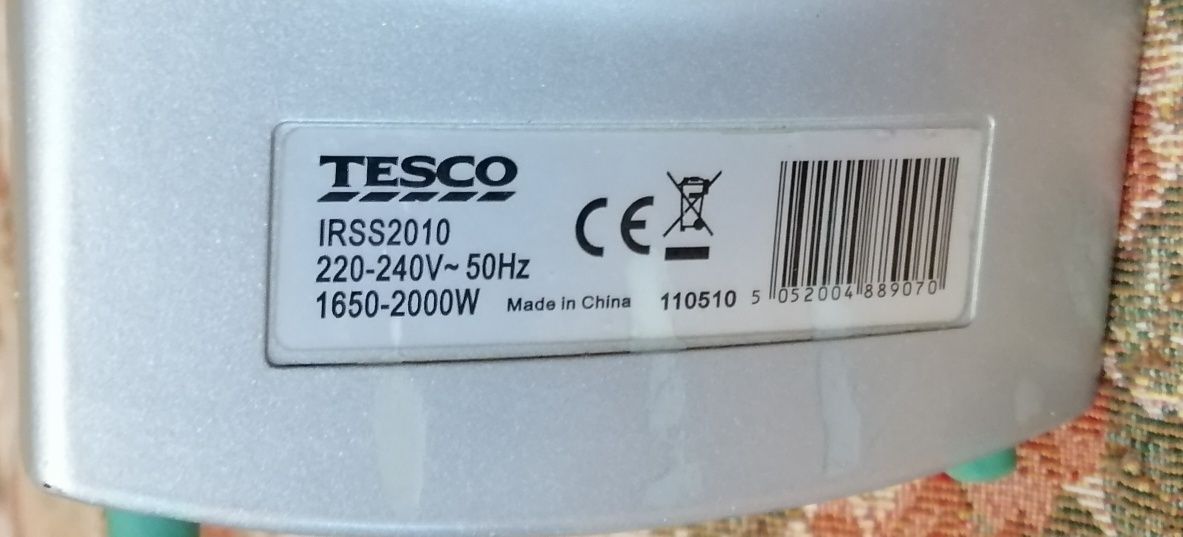 TESCO
IRSS2010
220-240V~ 50Hz
1650-2000W
Made in China
110510
CE
5 052004 889070